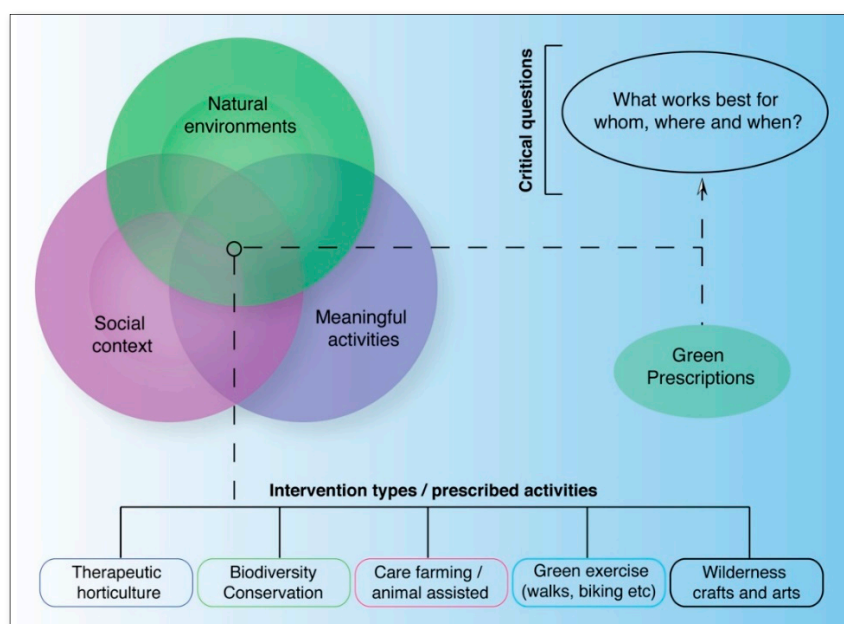 Natural
environments
Social
context
Meaningful
activities
Critical questions
What works best for
whom, where and when?
Green
Prescriptions
Intervention types / prescribed activities
Therapeutic
horticulture
Biodiversity
Conservation
Care farming /
animal assisted
Green exercise
(walks, biking etc)
Wilderness
crafts and arts